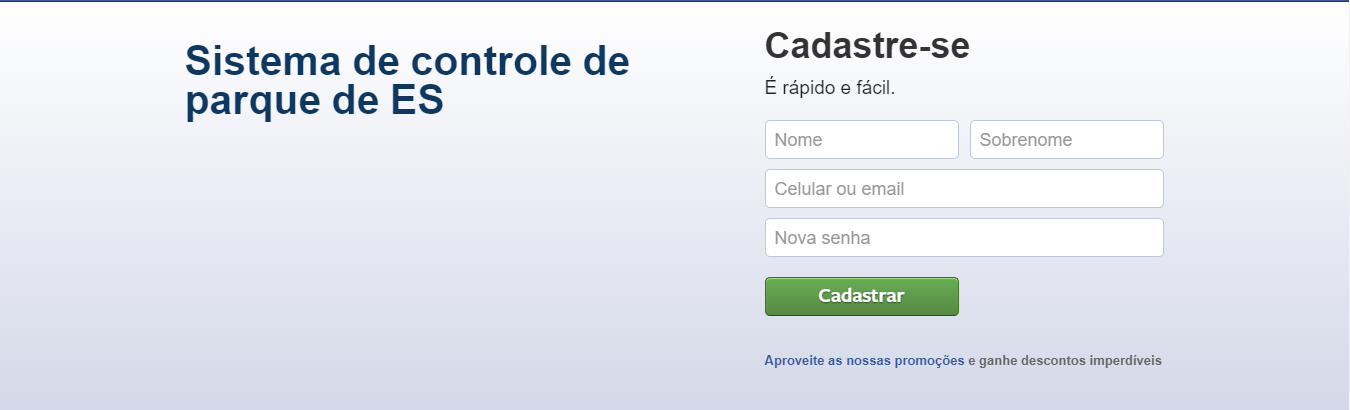 Sistema de controle de
parque de ES
Cadastre-se
É rápido e fácil.
Nome Sobrenome
Celular ou email
Nova senha
Cadastrar
Aproveite as nossas promoções e ganhe descontos imperdíveis